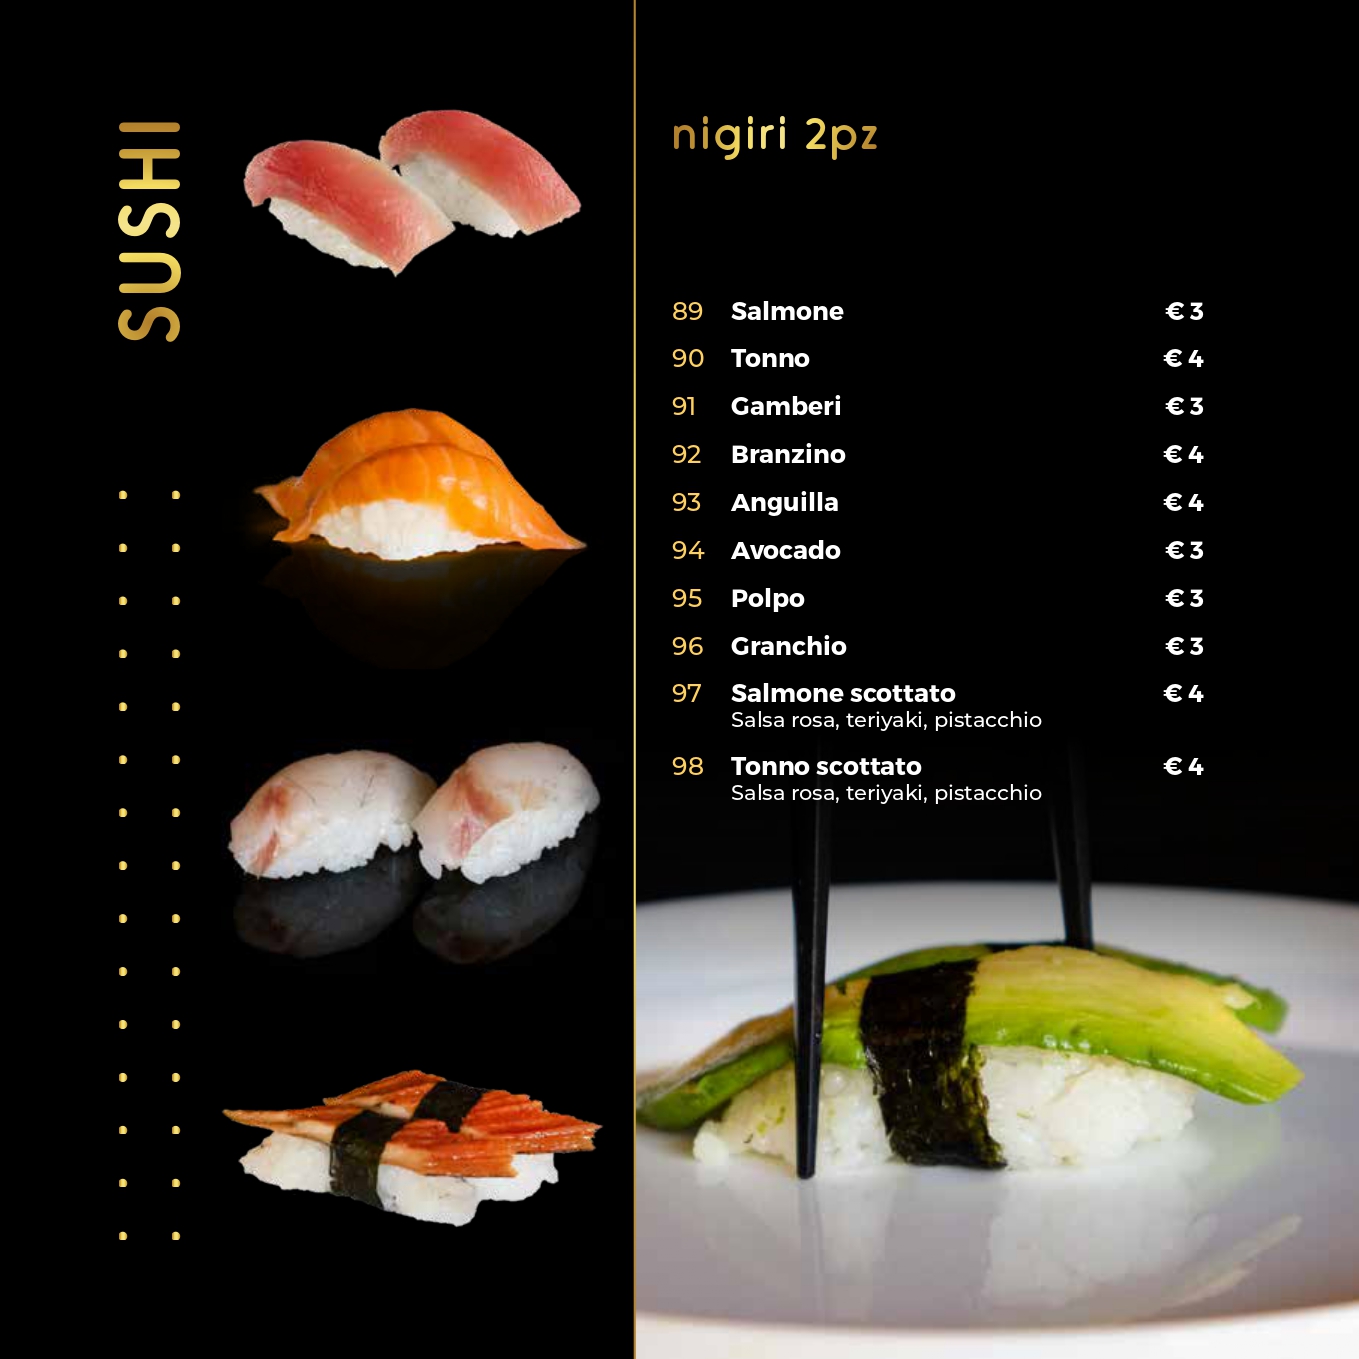 SUSHI
nigiri 2pz
89 Salmone € 3
90 Tonno € 4
91 Gamberi € 3
92 Branzino € 4
93 Anguilla € 4
94 Avocado € 3
95 Polpo € 3
96 Granchio € 3
97 Salmone scottato € 4
Salsa rosa, teriyaki, pistacchio
98 Tonno scottato € 4
Salsa rosa, teriyaki, pistacchio